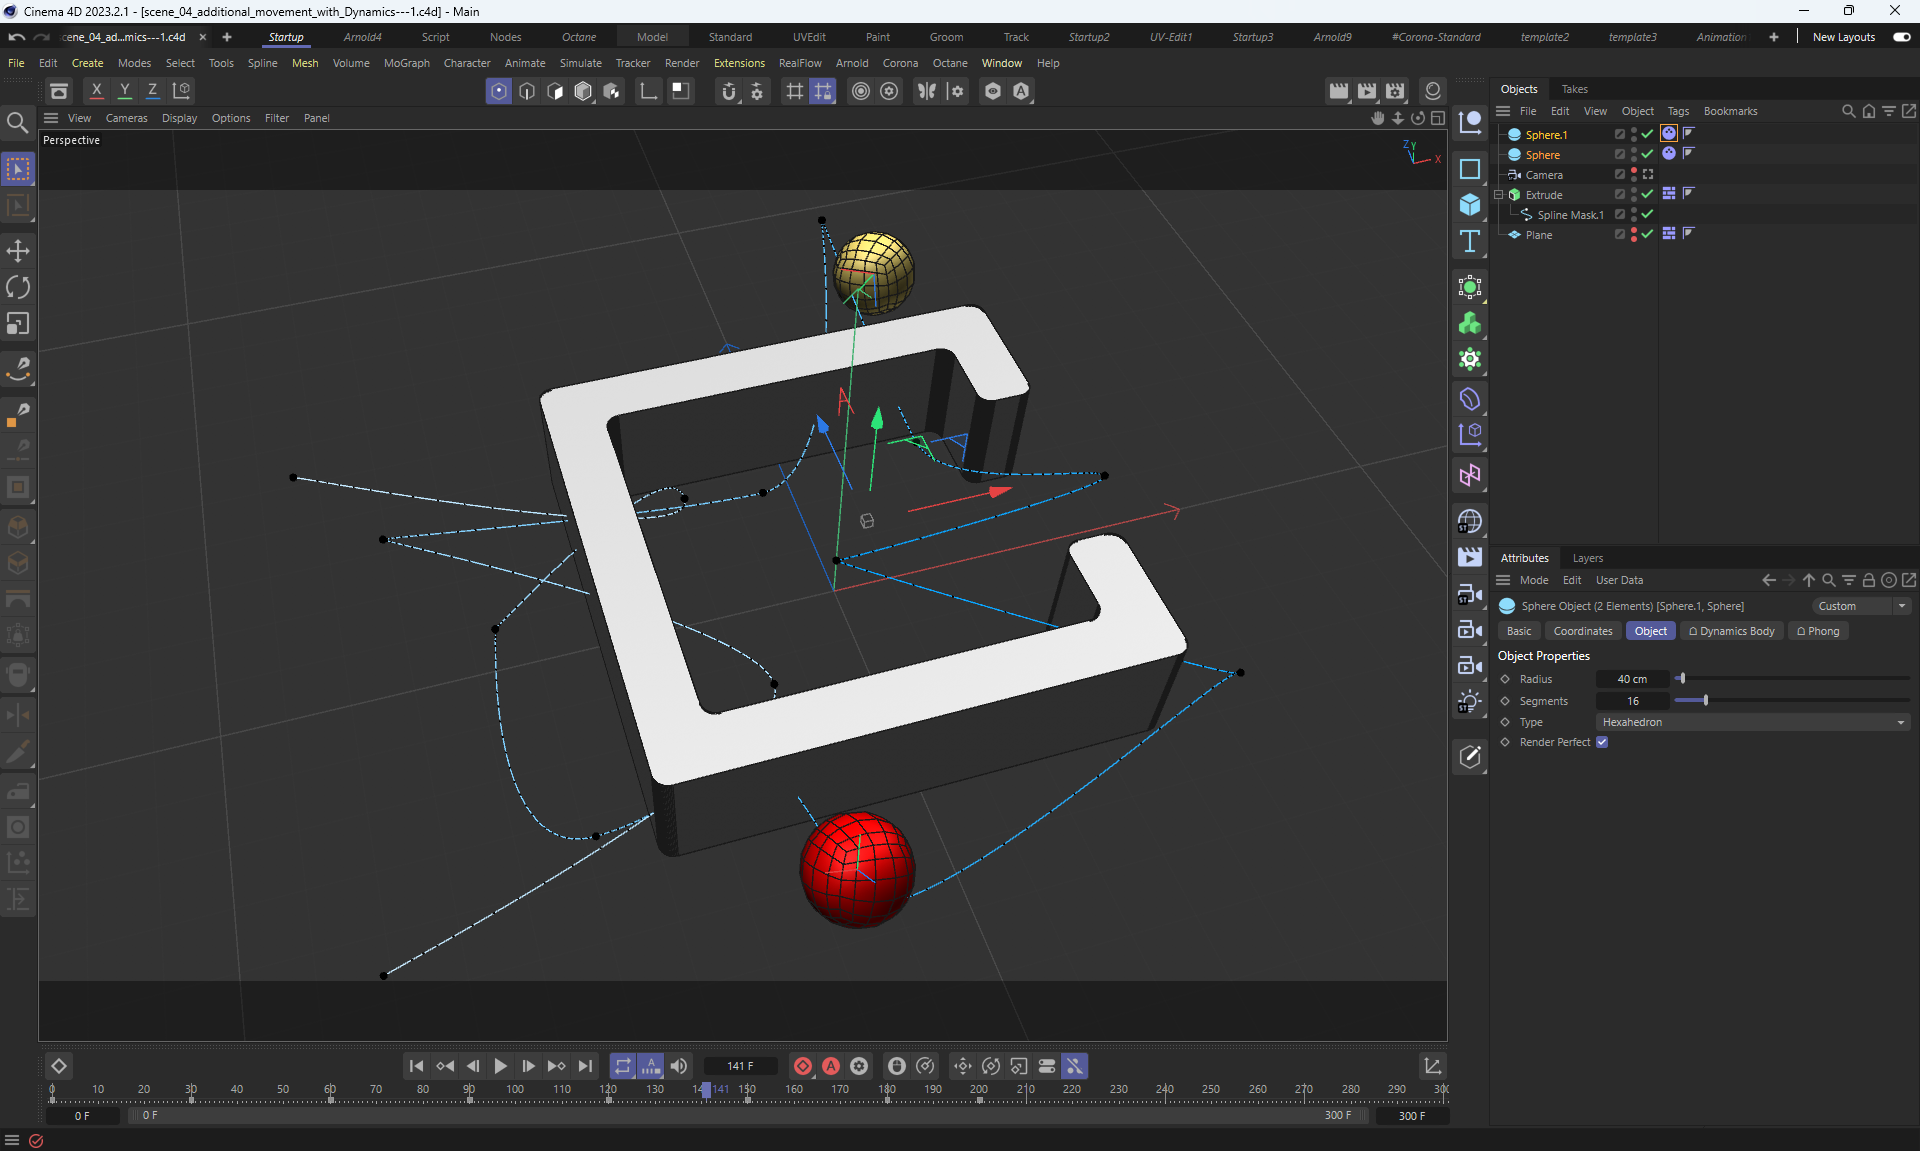 Cinema 4D 2023.2.1 - [scene_04_additional_movement_with_Dynamics---1.c4d] - Main
cene_04_ad...mics---1.c4d
Startup
Arnold4
Script
Nodes
Octane
Model
Standard
UVEdit
Paint
Groom
Track
Startup2
UV-Edit1
Startup3
Arnold9
#Corona-Standard
template2
template3
Animation
New Layouts
File Edit Create Modes Select Tools Spline Mesh Volume MoGraph Character Animate Simulate Tracker Render Extensions RealFlow Arnold Corona Octane Window Help
X Y Z
View Cameras Display Options Filter Panel
Perspective
Z Y X
Objects Takes
File Edit View Object Tags Bookmarks
Sphere.1
Sphere
Camera
Extrude
Spline Mask.1
Plane
Attributes Layers
Mode Edit User Data
Sphere Object (2 Elements) [Sphere.1, Sphere]
Custom
Basic Coordinates Object Dynamics Body Phong
Object Properties
Radius 40 cm
Segments 16
Type Hexahedron
Render Perfect
141 F
0 10 20 30 40 50 60 70 80 90 100 110 120 130 14 141 150 160 170 180 190 200 210 220 230 240 250 260 270 280 290 30
0 F 0 F 300 F 300 F